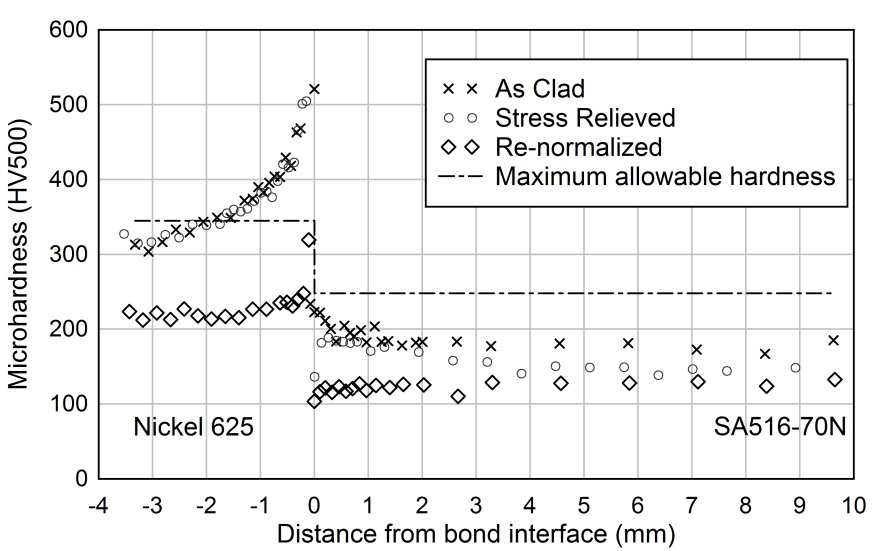 600
500
400
300
200
100
0
Microhardness (HV500)
As Clad
Stress Relieved
Re-normalized
Maximum allowable hardness
Nickel 625
SA516-70N
-4 -3 -2 -1 0 1 2 3 4 5 6 7 8 9 10
Distance from bond interface (mm)